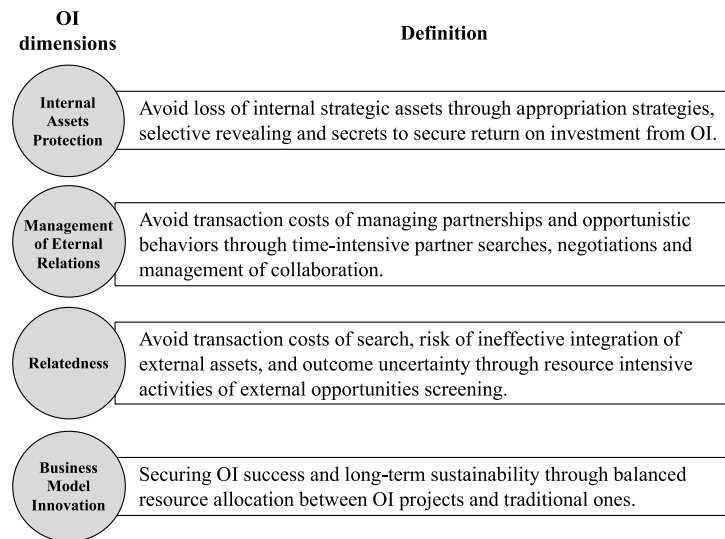 OI
dimensions
Definition
Internal
Assets
Protection
Avoid loss of internal strategic assets through appropriation strategies,
selective revealing and secrets to secure return on investment from OI.
Management
of Eternal
Relations
Avoid transaction costs of managing partnerships and opportunistic
behaviors through time-intensive partner searches, negotiations and
management of collaboration.
Relatedness
Avoid transaction costs of search, risk of ineffective integration of
external assets, and outcome uncertainty through resource intensive
activities of external opportunities screening.
Business
Model
Innovation
Securing OI success and long-term sustainability through balanced
resource allocation between OI projects and traditional ones.